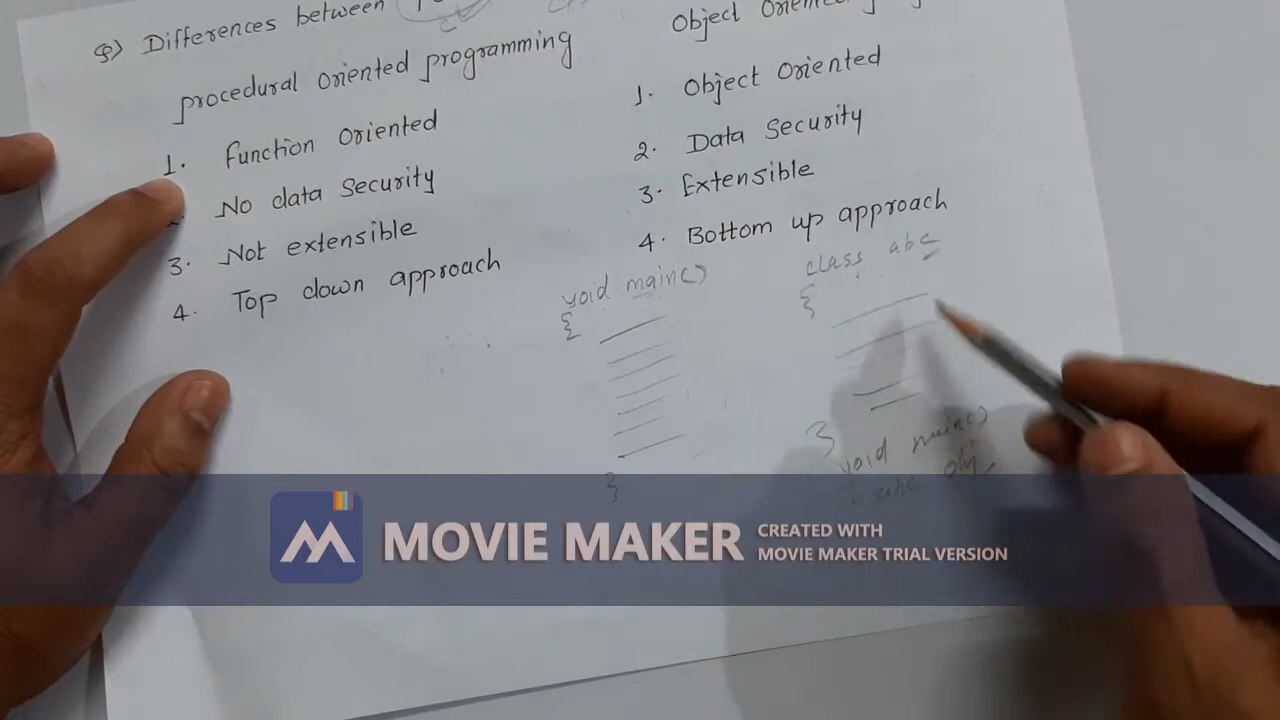 Q) Differences between
procedural oriented programming
1. Function Oriented
No data Security
3. Not extensible
4. Top down approach
Object
1. Object Oriented
2. Data Security
3. Extensible
4. Bottom up approach
void main()
{
}
class abc
{
}
void main()
obj
MOVIE MAKER
CREATED WITH
MOVIE MAKER TRIAL VERSION